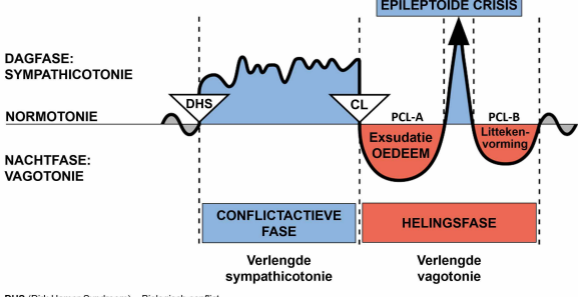 EPILEPTOÏDE CRISIS
DAGFASE:
SYMPATHICOTONIE
DHS
CL
NORMOTONIE
PCL-A
PCL-B
Exsudatie
OEDEEM
Litteken-
vorming
NACHTFASE:
VAGOTONIE
CONFLICTACTIEVE
FASE
HELINGSFASE
Verlengde
sympathicotonie
Verlengde
vagotonie
DHS